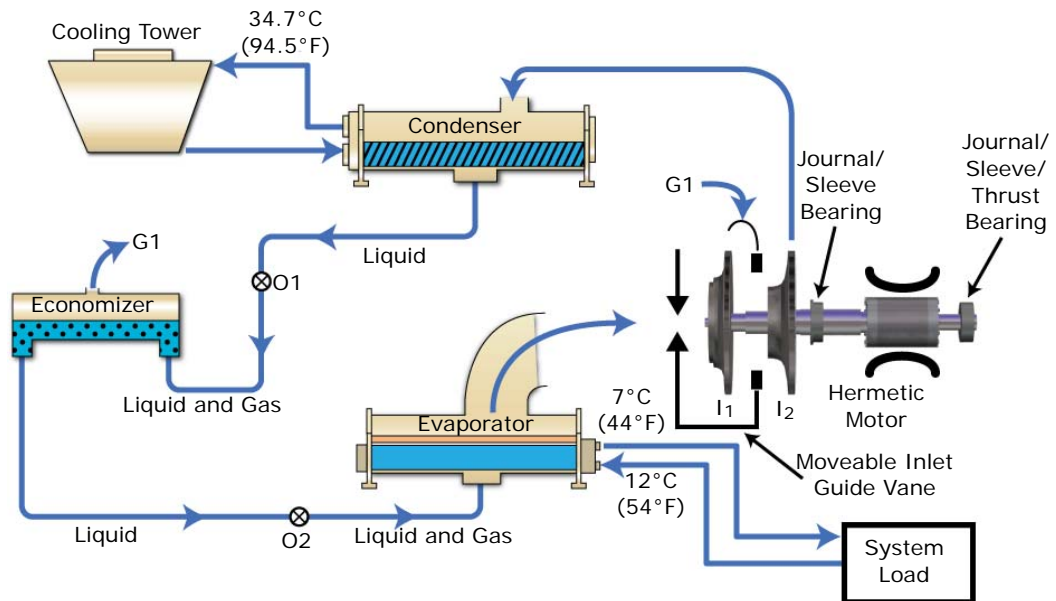 Cooling Tower
34.7°C
(94.5°F)
Condenser
Journal/
Sleeve
Bearing
Journal/
Sleeve/
Thrust
Bearing
G1
G1
Liquid
O1
Economizer
Liquid and Gas
Evaporator
7°C
(44°F)
I1
I2
Hermetic
Motor
12°C
(54°F)
Moveable Inlet
Guide Vane
Liquid
O2
Liquid and Gas
System
Load